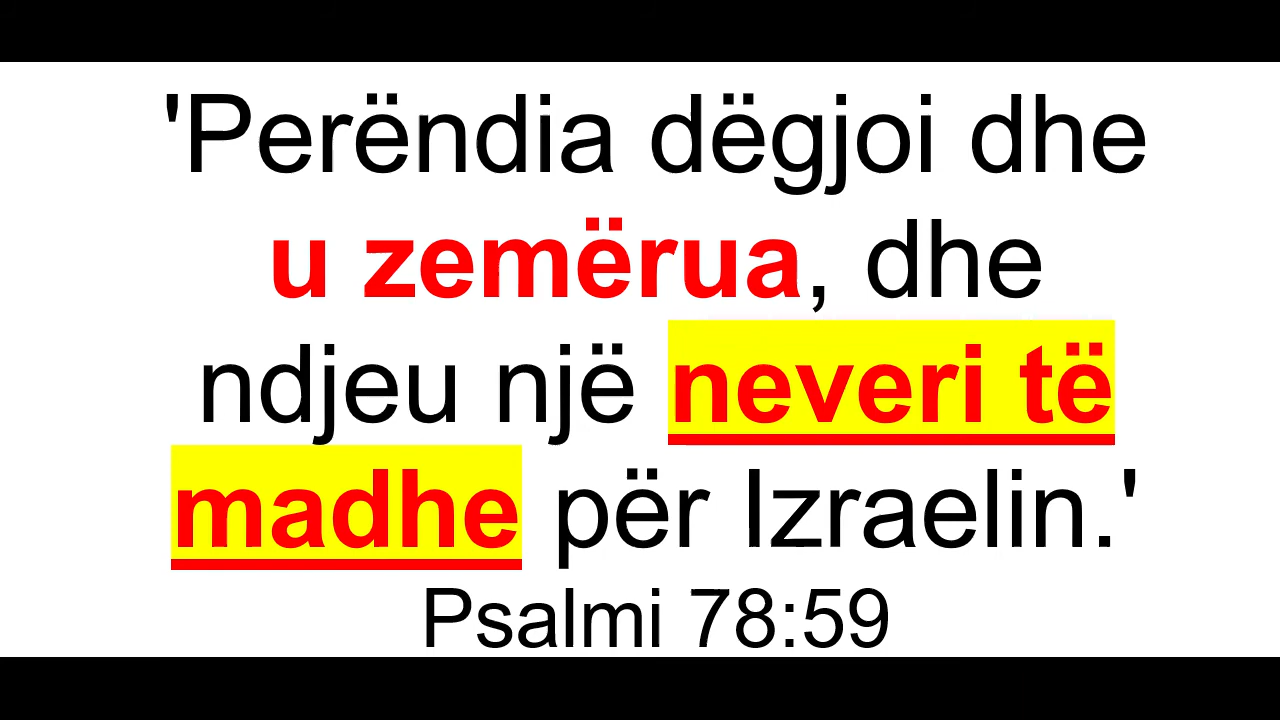 'Perëndia dëgjoi dhe
u zemërua, dhe
ndjeu një neveri të
madhe për Izraelin.'
Psalmi 78:59